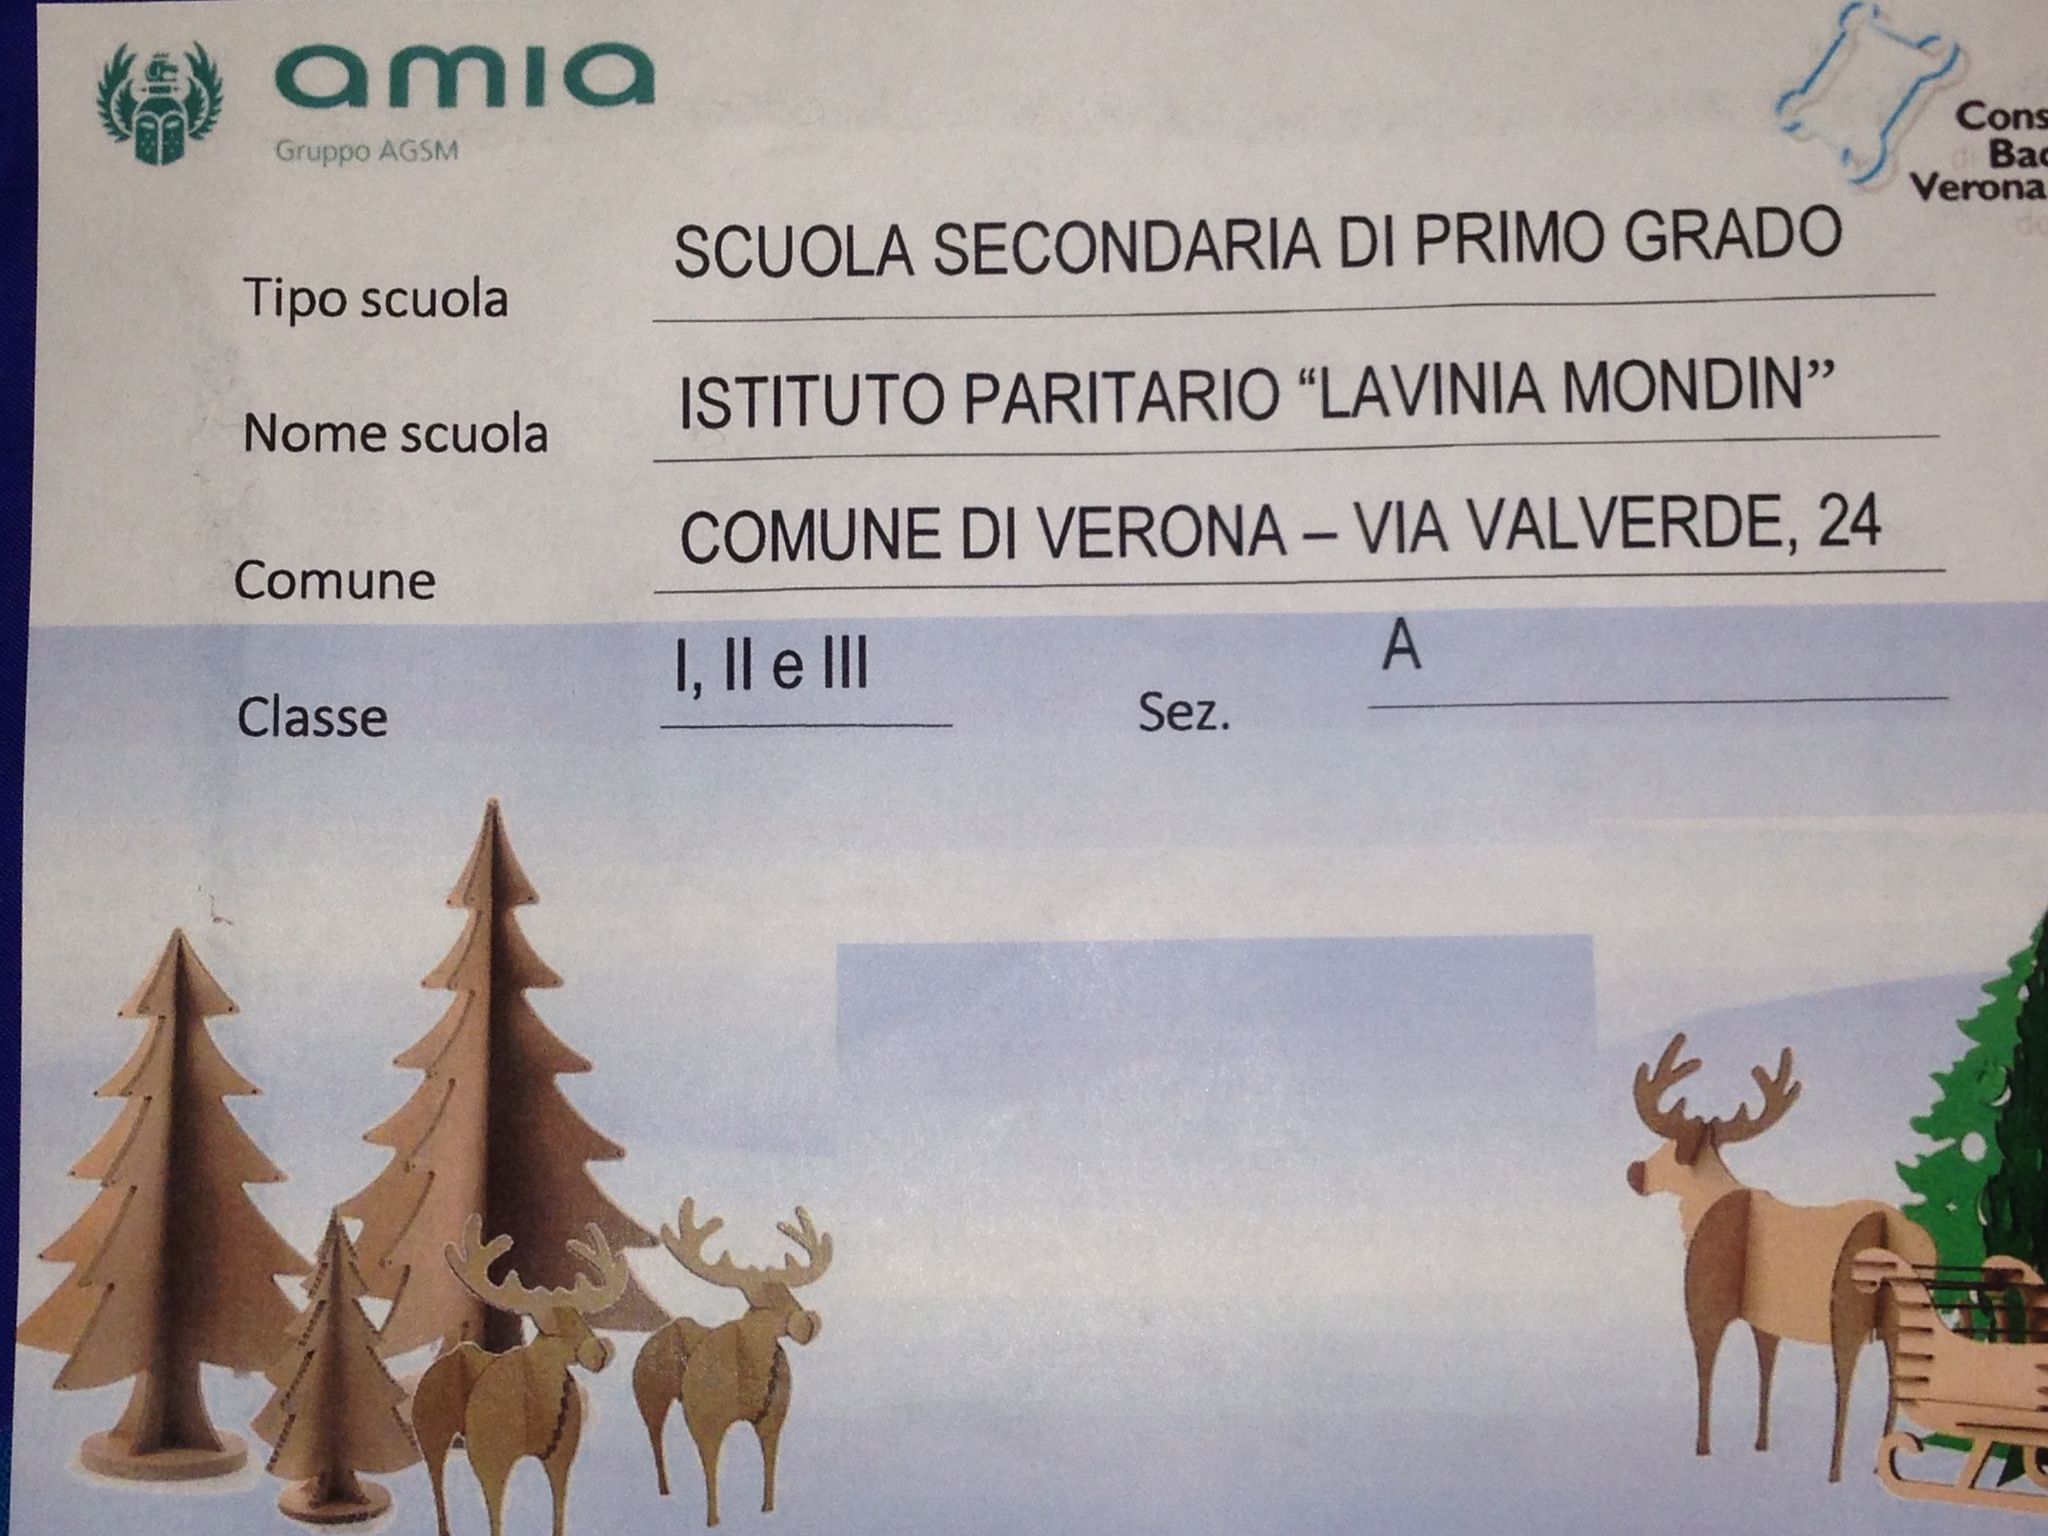 amia
Gruppo AGSM
Verona
Tipo scuola SCUOLA SECONDARIA DI PRIMO GRADO
Nome scuola ISTITUTO PARITARIO “LAVINIA MONDIN”
Comune COMUNE DI VERONA – VIA VALVERDE, 24
Classe I, II e III Sez. A